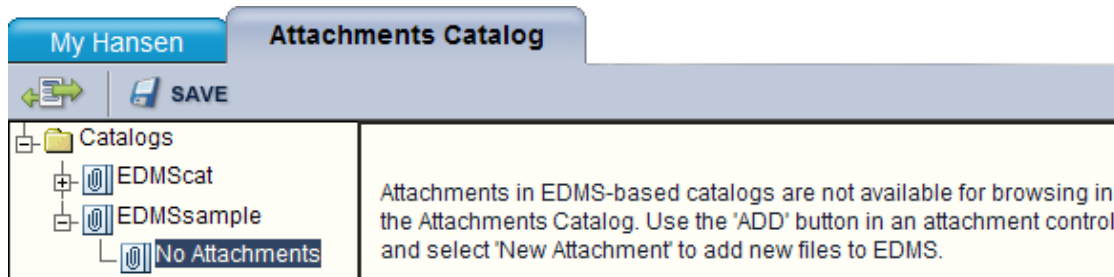 My Hansen
Attachments Catalog
SAVE
Catalogs
EDMScat
EDMSsample
No Attachments
Attachments in EDMS-based catalogs are not available for browsing in
the Attachments Catalog. Use the 'ADD' button in an attachment control
and select 'New Attachment' to add new files to EDMS.